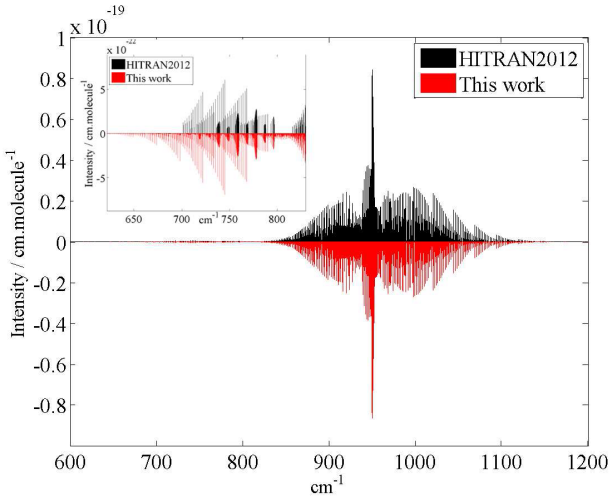 x 10⁻¹⁹
1
0.8
0.6
0.4
0.2
0
-0.2
-0.4
-0.6
-0.8
Intensity / cm.molecule⁻¹
600 700 800 900 1000 1100 1200
cm⁻¹
HITRAN2012
This work
x 10⁻²²
5
0
-5
Intensity / cm.molecule⁻¹
650 700 750 800
cm⁻¹
HITRAN2012
This work